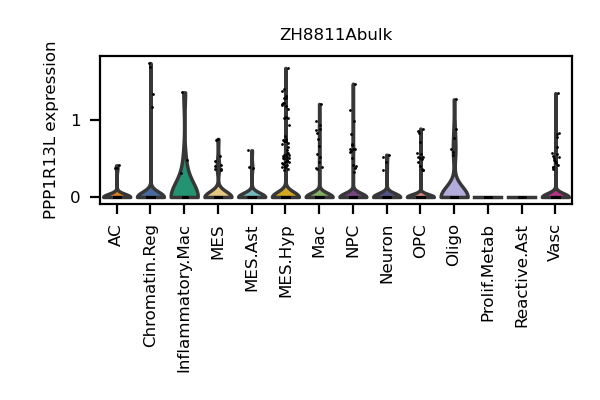 ZH8811Abulk
PPP1R13L expression
1
0
AC
Chromatin.Reg
Inflammatory.Mac
MES
MES.Ast
MES.Hyp
Mac
NPC
Neuron
OPC
Oligo
Prolif.Metab
Reactive.Ast
Vasc